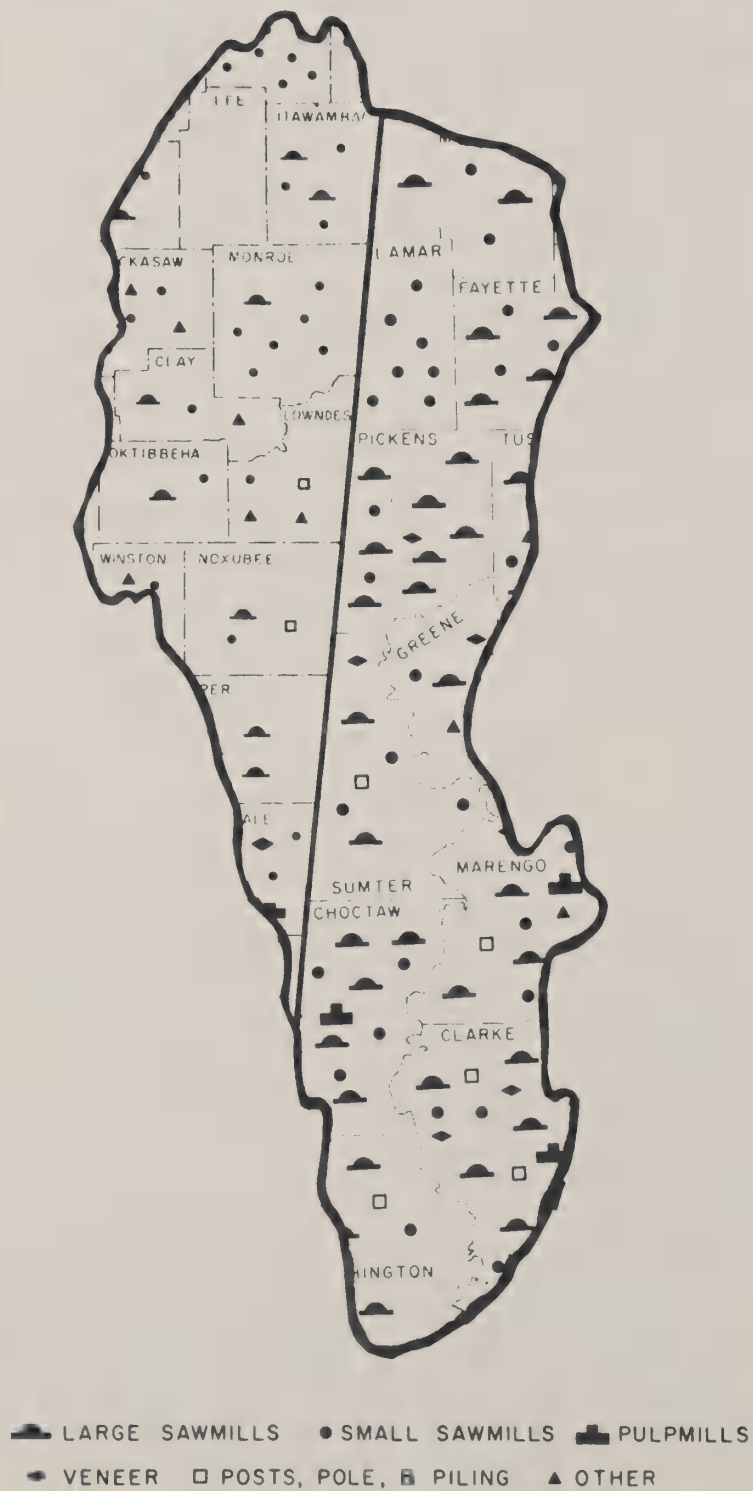 ITAWAMBA
CKASAW
MONROE
LAMAR
FAYETTE
CLAY
LOWNDES
OKTIBBEHA
PICKENS
TUS
WINSTON
NOXUBEE
GREENE
PER
ALE
MARENGO
SUMTER
CHOCTAW
CLARKE
HINGTON
LARGE SAWMILLS SMALL SAWMILLS PULPMILLS
VENEER POSTS, POLE, & PILING OTHER